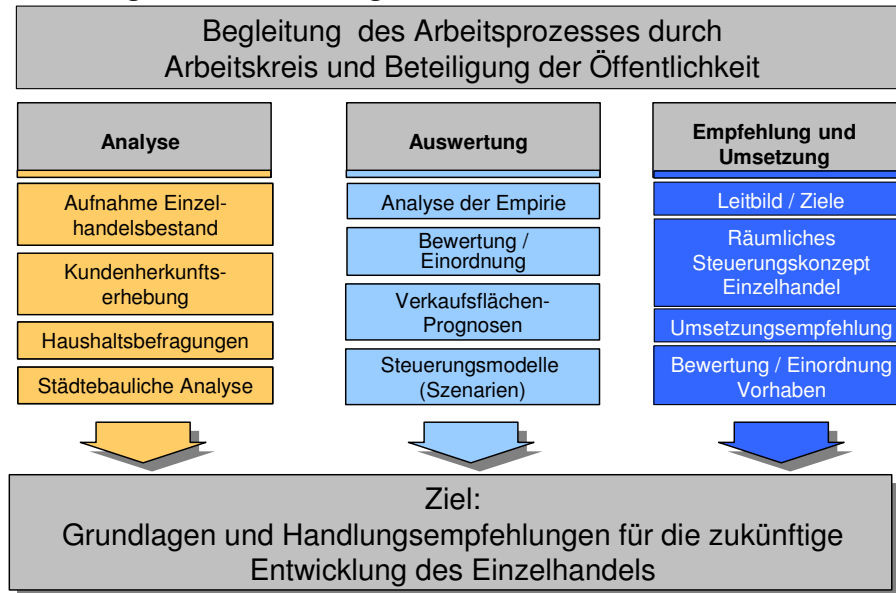 Begleitung des Arbeitsprozesses durch
Arbeitskreis und Beteiligung der Öffentlichkeit
Analyse
Aufnahme Einzel-
handelsbestand
Kundenherkunfts-
erhebung
Haushaltsbefragungen
Städtebauliche Analyse
Auswertung
Analyse der Empirie
Bewertung /
Einordnung
Verkaufsflächen-
Prognosen
Steuerungsmodelle
(Szenarien)
Empfehlung und
Umsetzung
Leitbild / Ziele
Räumliches
Steuerungskonzept
Einzelhandel
Umsetzungsempfehlung
Bewertung / Einordnung
Vorhaben
Ziel:
Grundlagen und Handlungsempfehlungen für die zukünftige
Entwicklung des Einzelhandels